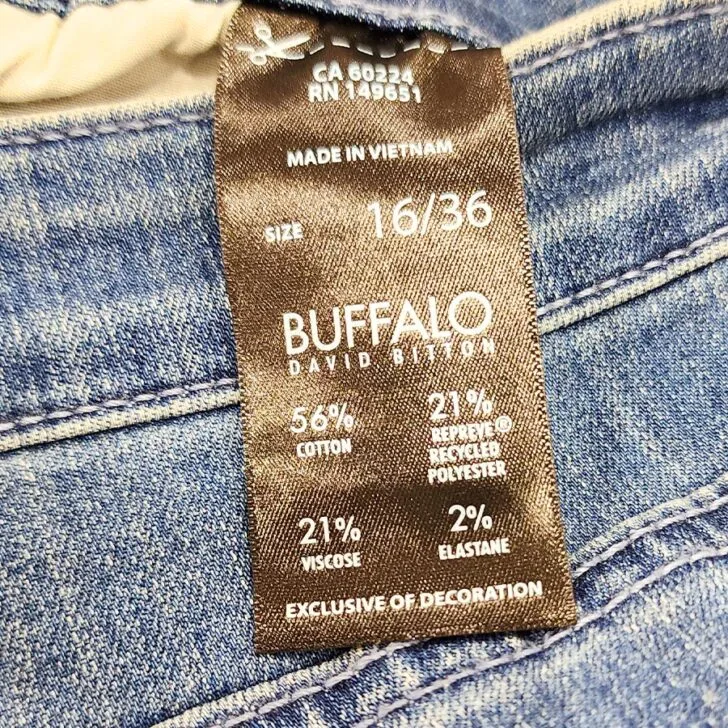 CA 60224
RN 149651
MADE IN VIETNAM
SIZE 16/36
BUFFALO
DAVID BITTON
56%
COTTON
21%
REPREVE®
RECYCLED
POLYESTER
21%
VISCOSE
2%
ELASTANE
EXCLUSIVE OF DECORATION